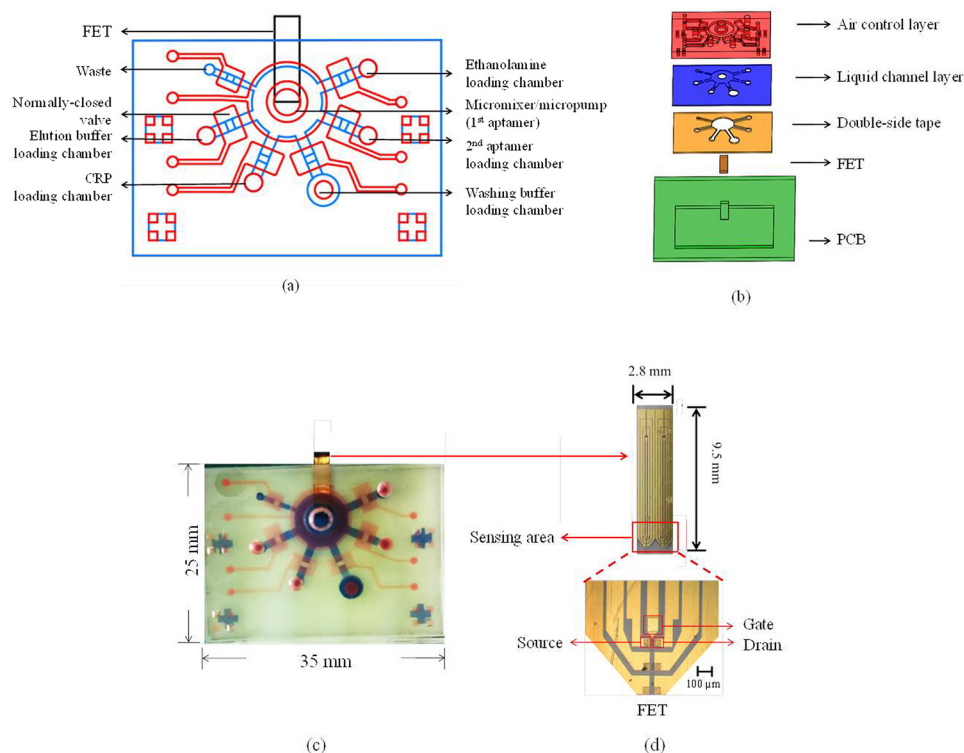 FET
Waste
Normally-closed
valve
Elution buffer
loading chamber
CRP
loading chamber
Ethanolamine
loading chamber
Micromixer/micropump
(1st aptamer)
2nd aptamer
loading chamber
Washing buffer
loading chamber
(a)
Air control layer
Liquid channel layer
Double-side tape
FET
PCB
(b)
25 mm
35 mm
(c)
2.8 mm
9.5 mm
Sensing area
Gate
Source
Drain
100 µm
FET
(d)